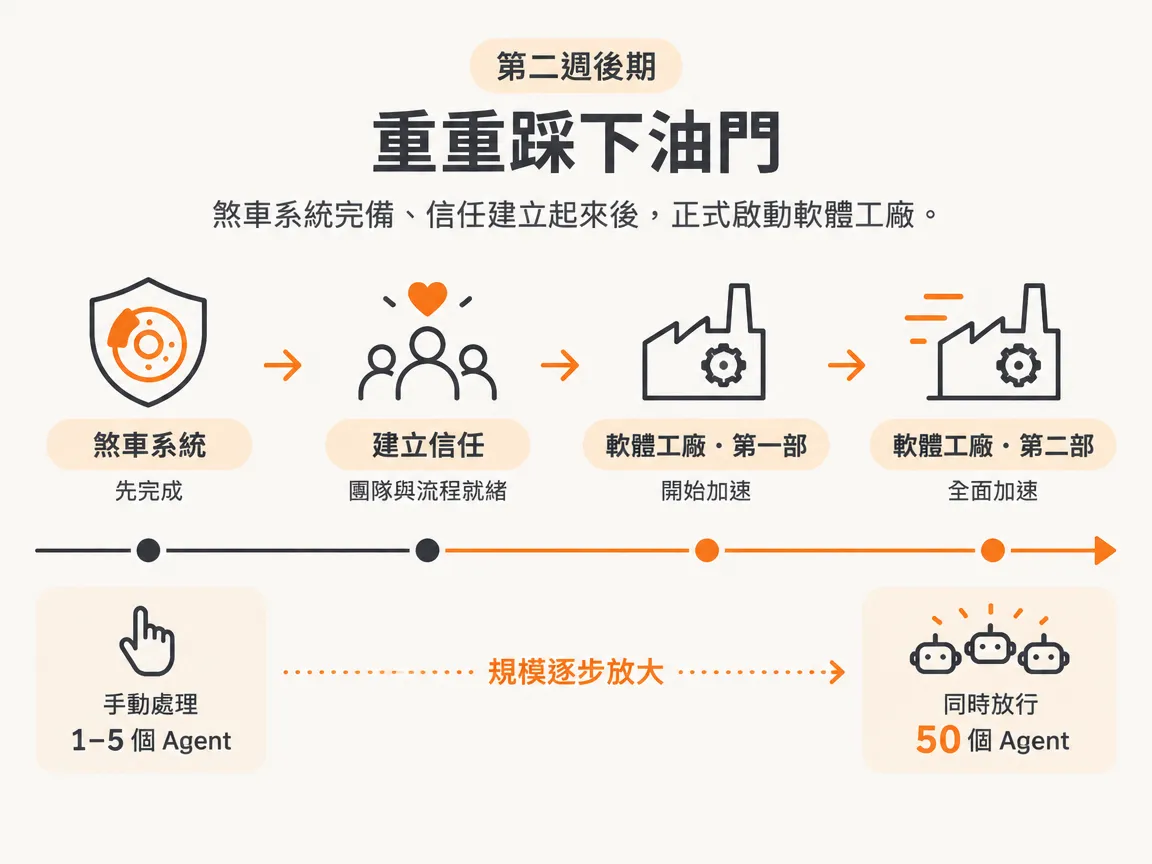 第二週後期
重重踩下油門
煞車系統完備、信任建立起來後，正式啟動軟體工廠。
煞車系統
先完成
建立信任
團隊與流程就緒
軟體工廠・第一部
開始加速
軟體工廠・第二部
全面加速
手動處理
1–5 個 Agent
規模逐步放大
同時放行
50 個 Agent